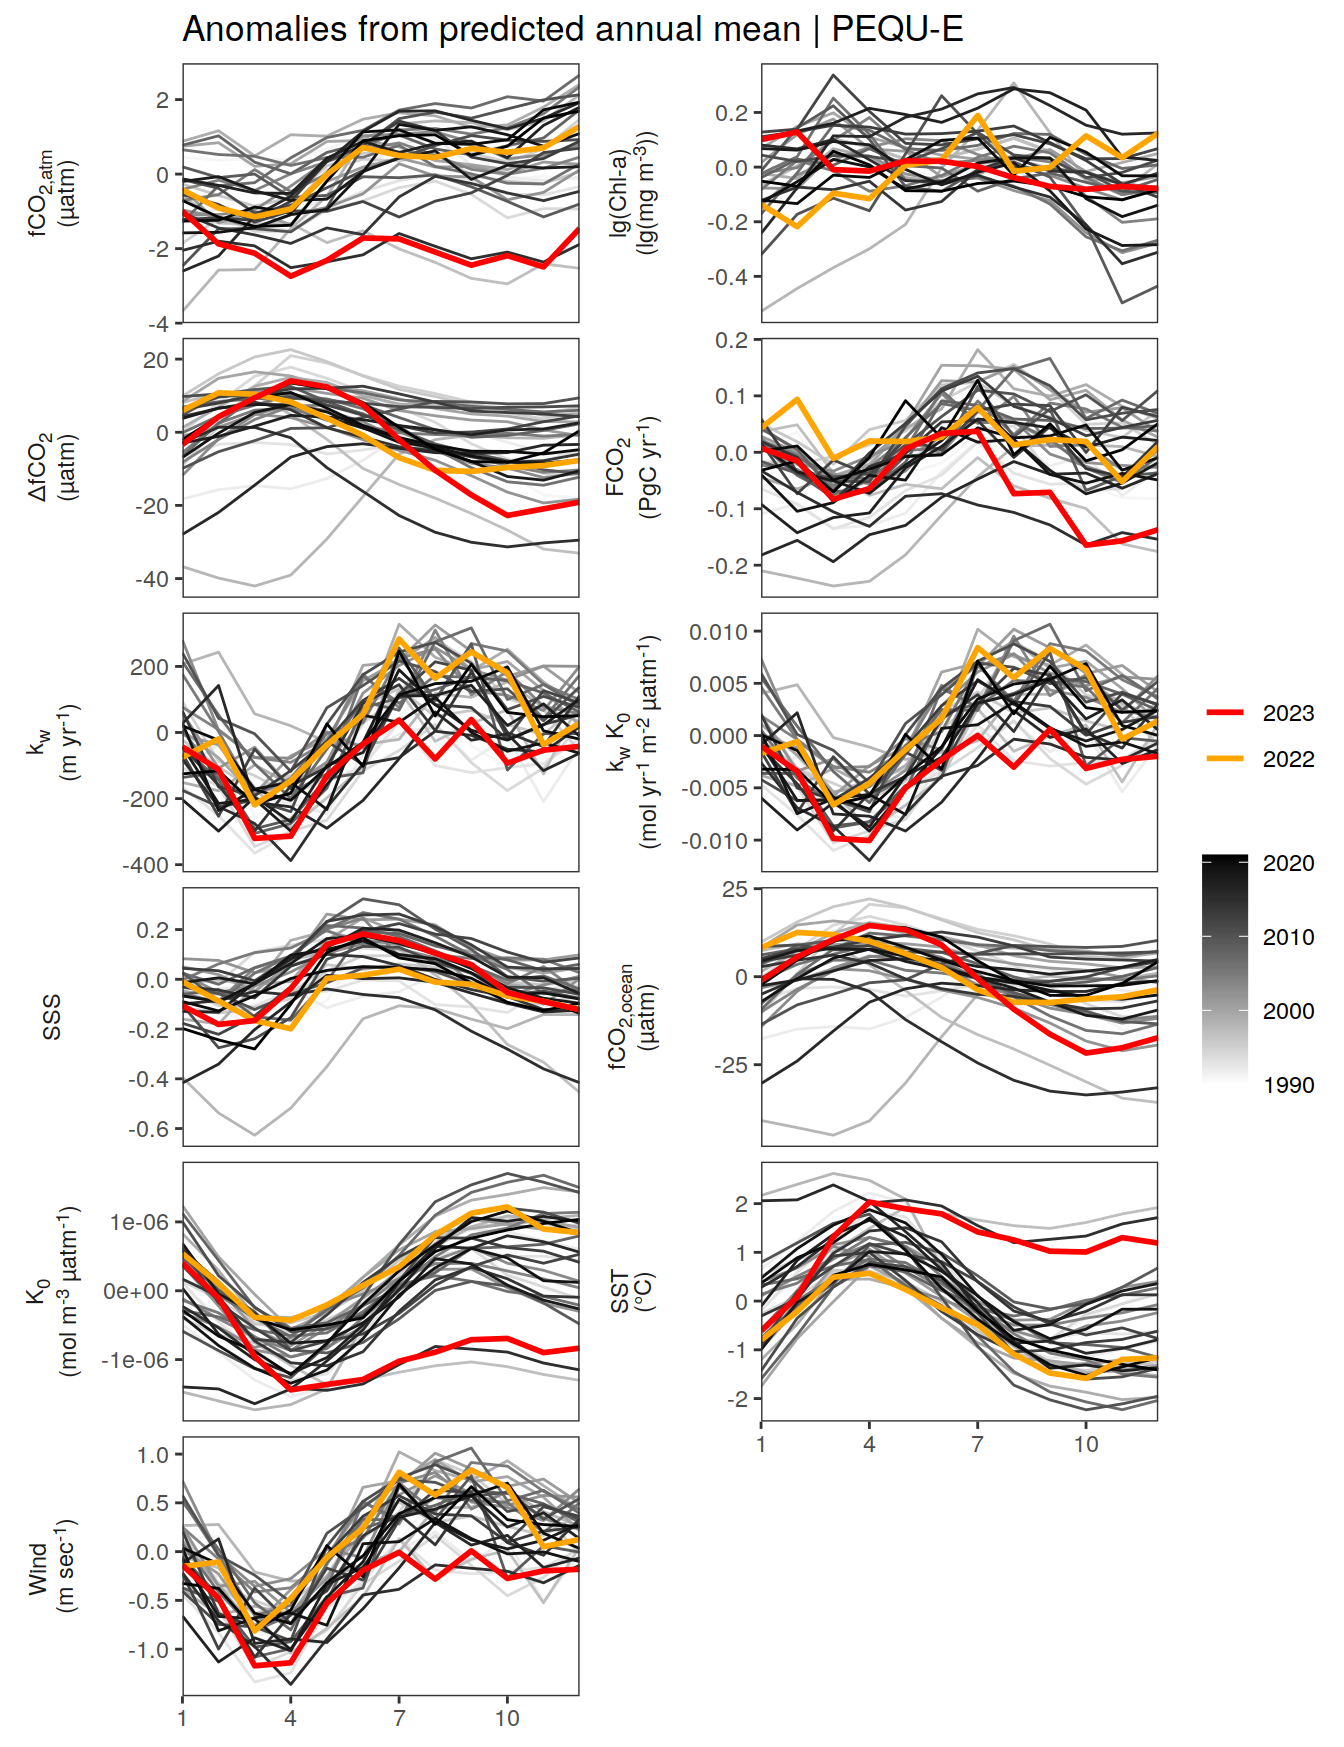 Anomalies from predicted annual mean | PEQU-E
fCO2,atm
(µatm)
2
0
-2
-4
lg(Chl-a)
(lg(mg m-3))
0.2
0.0
-0.2
-0.4
ΔfCO2
(µatm)
20
0
-20
-40
FCO2
(PgC yr-1)
0.2
0.1
0.0
-0.1
-0.2
kw
(m yr-1)
200
0
-200
-400
kw K0
(mol yr-1 m-2 µatm-1)
0.010
0.005
0.000
-0.005
-0.010
SSS
0.2
0.0
-0.2
-0.4
-0.6
fCO2,ocean
(µatm)
25
0
-25
K0
(mol m-3 µatm-1)
1e-06
0e+00
-1e-06
SST
(°C)
2
1
0
-1
-2
1 4 7 10
Wind
(m sec-1)
1.0
0.5
0.0
-0.5
-1.0
1 4 7 10
2023
2022
2020
2010
2000
1990